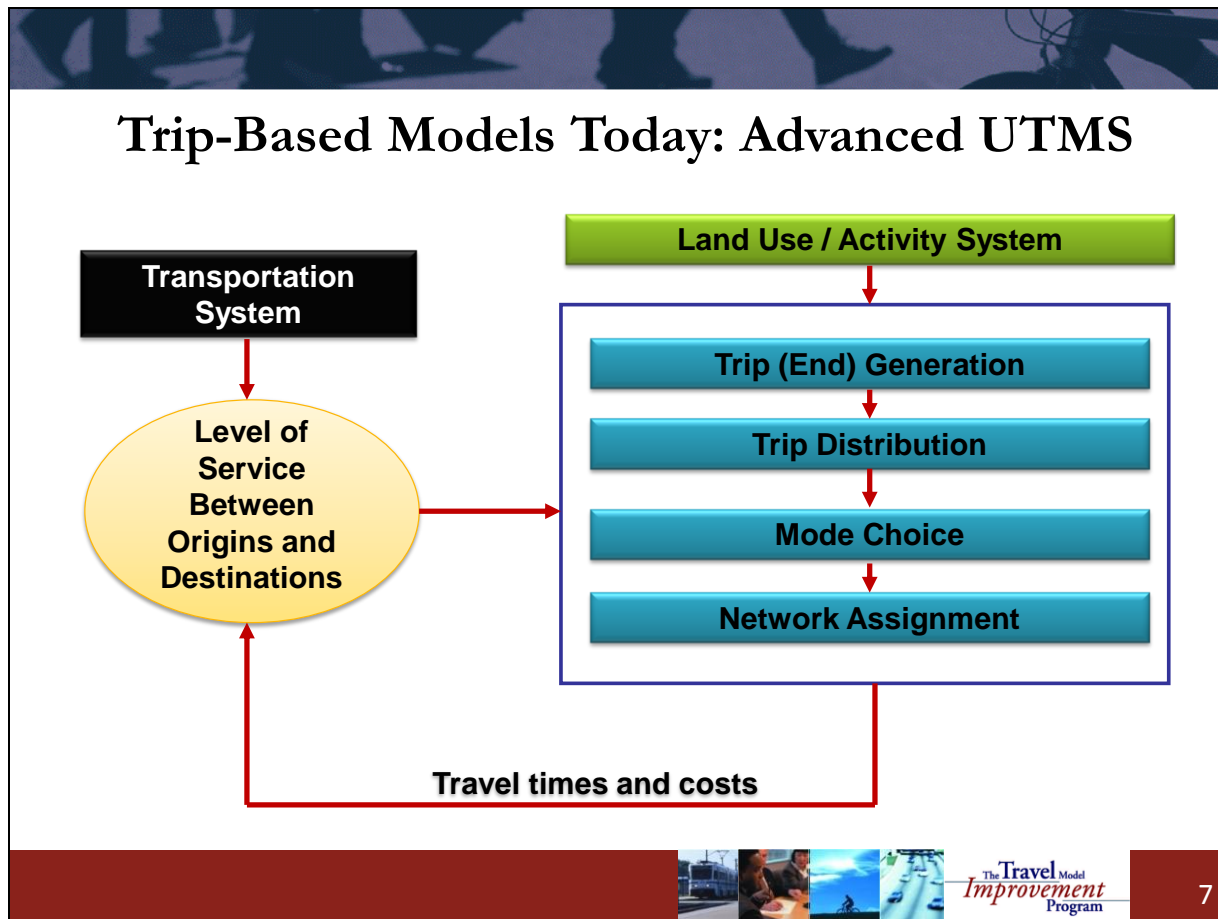 Trip-Based Models Today: Advanced UTMS
Transportation
System
Land Use / Activity System
Level of
Service
Between
Origins and
Destinations
Trip (End) Generation
Trip Distribution
Mode Choice
Network Assignment
Travel times and costs
The Travel Model
Improvement
Program
7